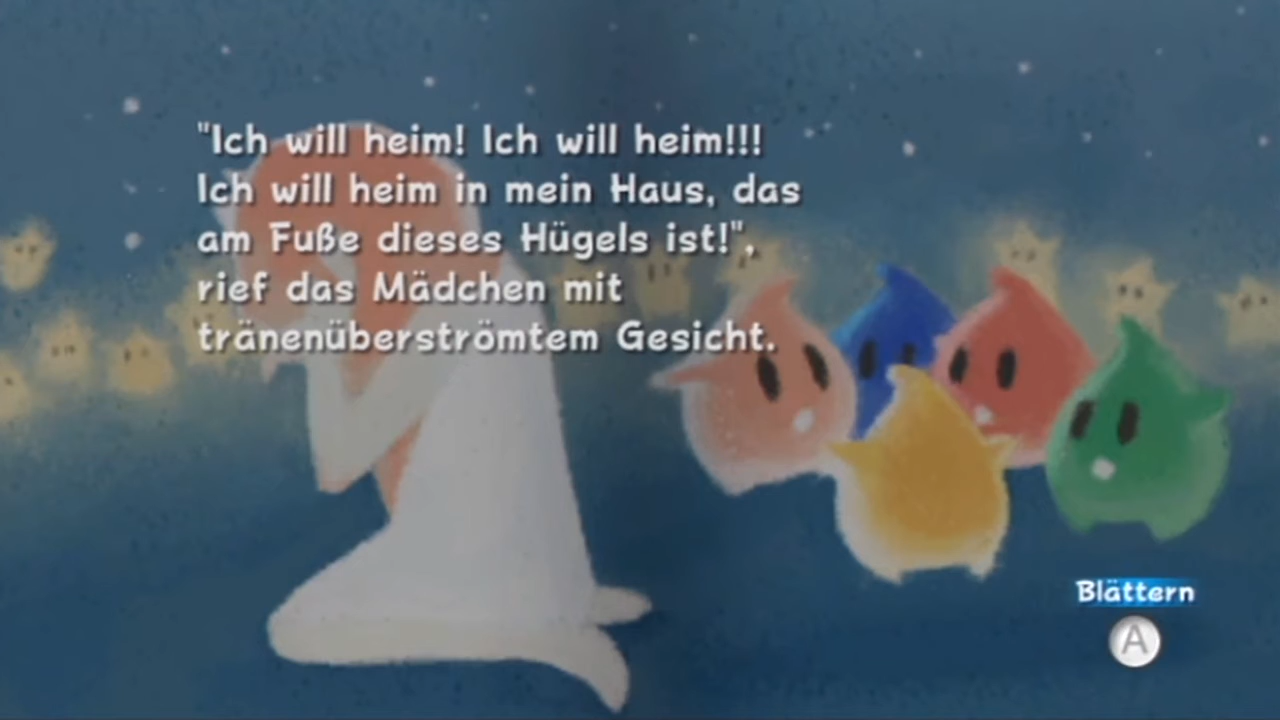 "Ich will heim! Ich will heim!!!
Ich will heim in mein Haus, das
am Fuße dieses Hügels ist!",
rief das Mädchen mit
tränenüberströmtem Gesicht.
Blättern
A